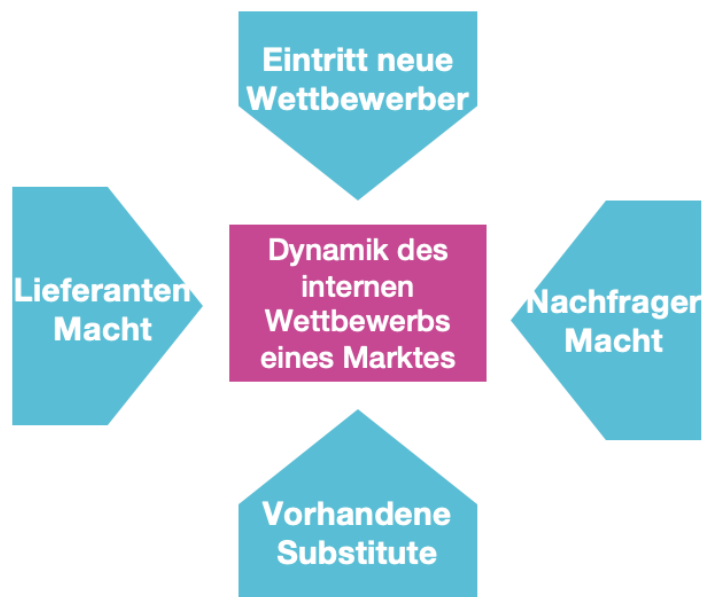 Eintritt neue
Wettbewerber
Lieferanten
Macht
Dynamik des
internen
Wettbewerbs
eines Marktes
Nachfrager
Macht
Vorhandene
Substitute